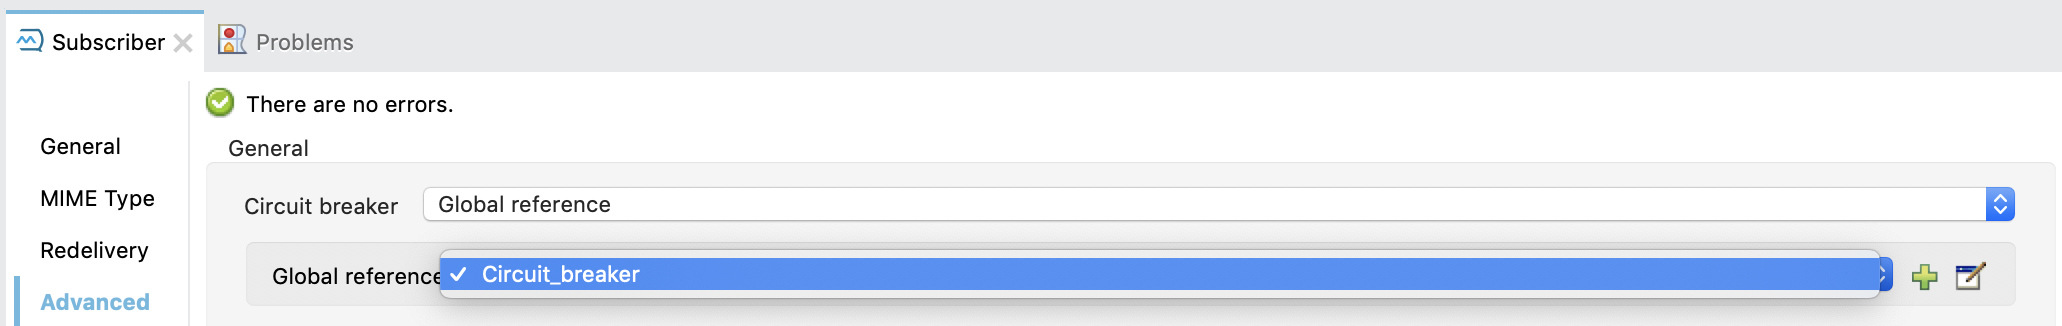 Subscriber
Problems
There are no errors.
General
MIME Type
Redelivery
Advanced
General
Circuit breaker
Global reference
Global reference
Circuit_breaker